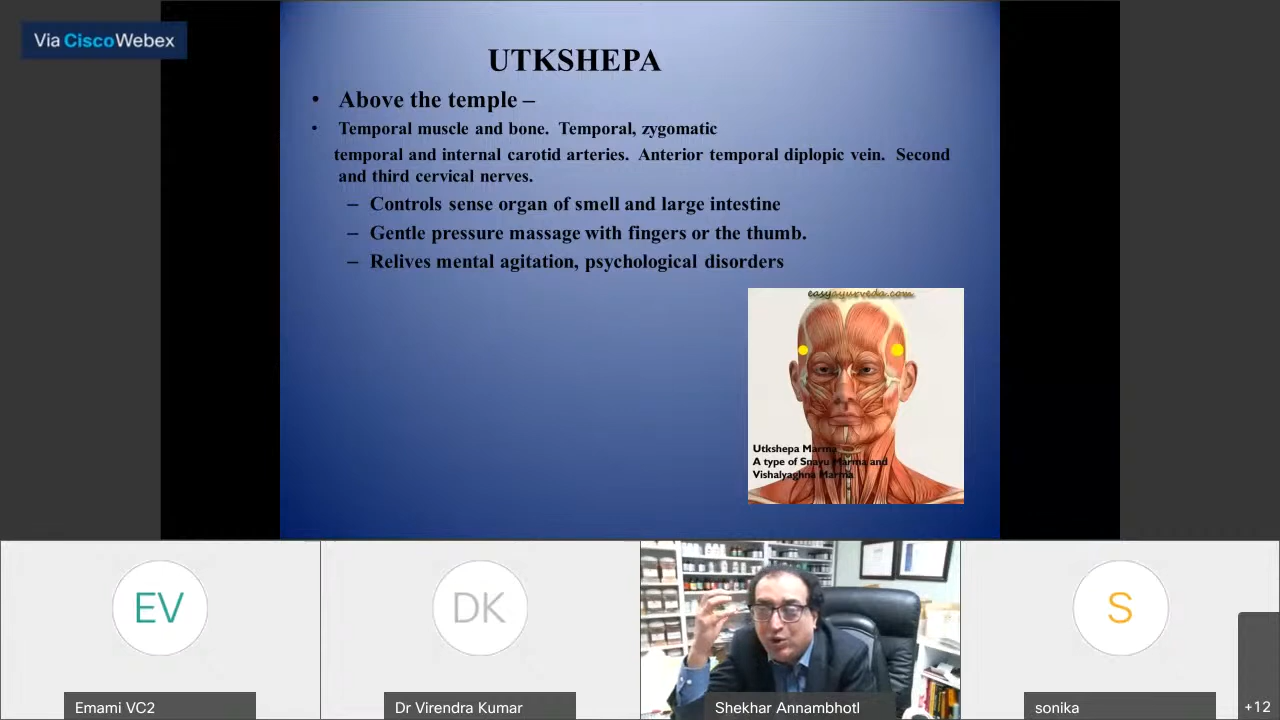 Via Cisco Webex
UTKSHEPA
• Above the temple –
• Temporal muscle and bone. Temporal, zygomatic
temporal and internal carotid arteries. Anterior temporal diplopic vein. Second
and third cervical nerves.
– Controls sense organ of smell and large intestine
– Gentle pressure massage with fingers or the thumb.
– Relives mental agitation, psychological disorders
easyayurveda.com
Utkshepa Marma
A type of Snayu Marma and
Vishalyaghna Marma
EV
DK
S
Emami VC2
Dr Virendra Kumar
Shekhar Annambhotl
sonika
+12